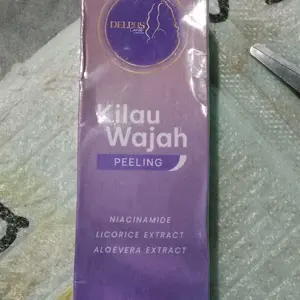 Kilau
Wajah
PEELING
NIACINAMIDE
LICORICE EXTRACT
ALOEVERA EXTRACT